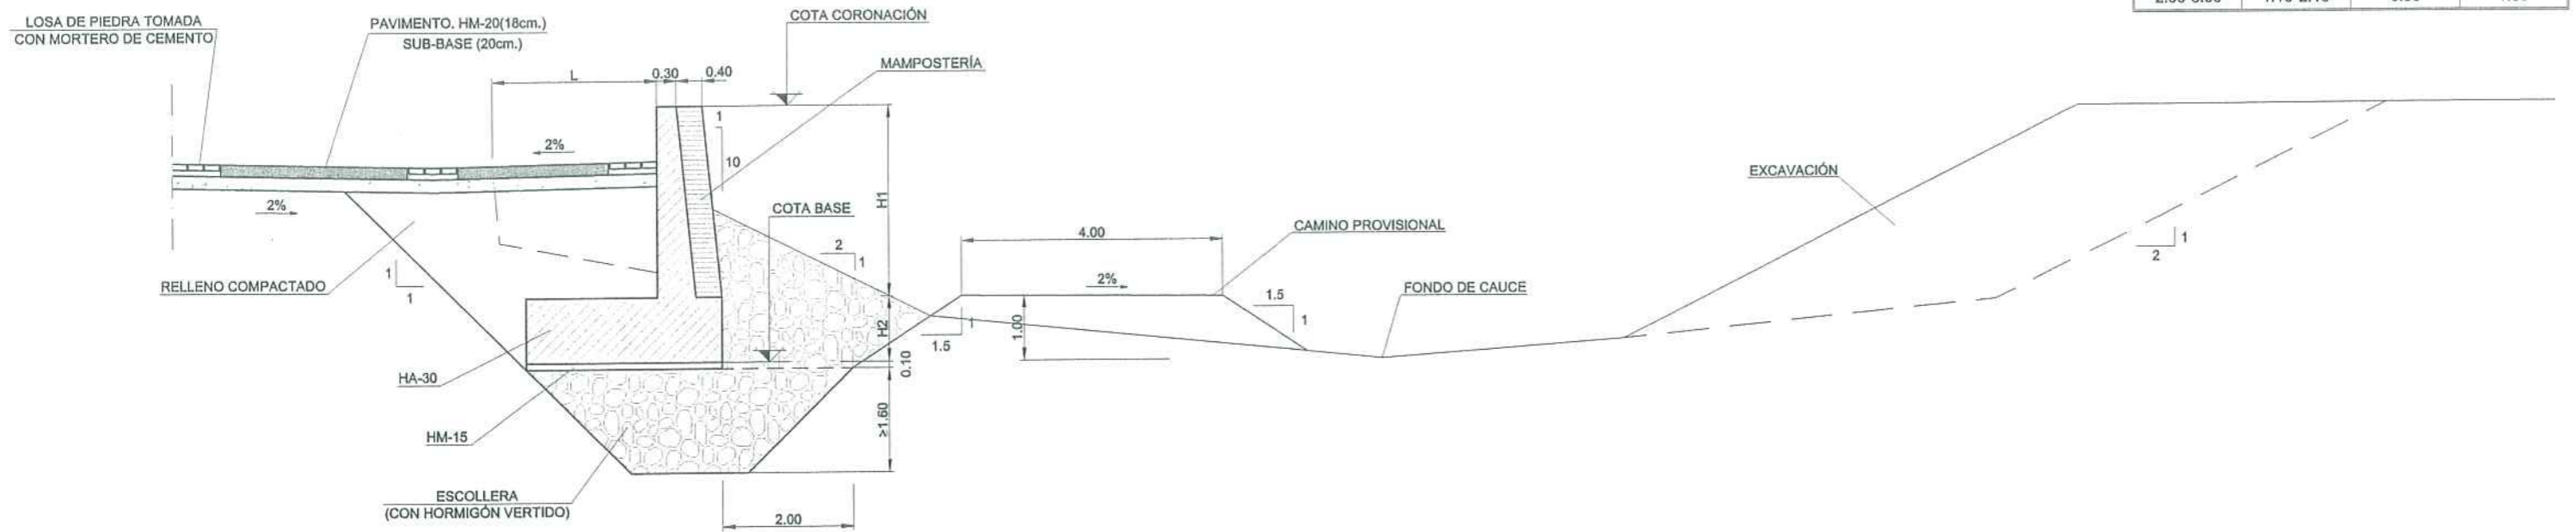 LOSA DE PIEDRA TOMADA
CON MORTERO DE CEMENTO
PAVIMENTO. HM-20(18cm.)
SUB-BASE (20cm.)
COTA CORONACIÓN
L
0.30
0.40
MAMPOSTERÍA
1
10
2%
2%
H1
EXCAVACIÓN
COTA BASE
4.00
CAMINO PROVISIONAL
2
1
1
1
RELLENO COMPACTADO
2%
FONDO DE CAUCE
1.5
1
1
2
H2
1.00
1.5
1
0.10
HA-30
>1.60
HM-15
ESCOLLERA
(CON HORMIGÓN VERTIDO)
2.00